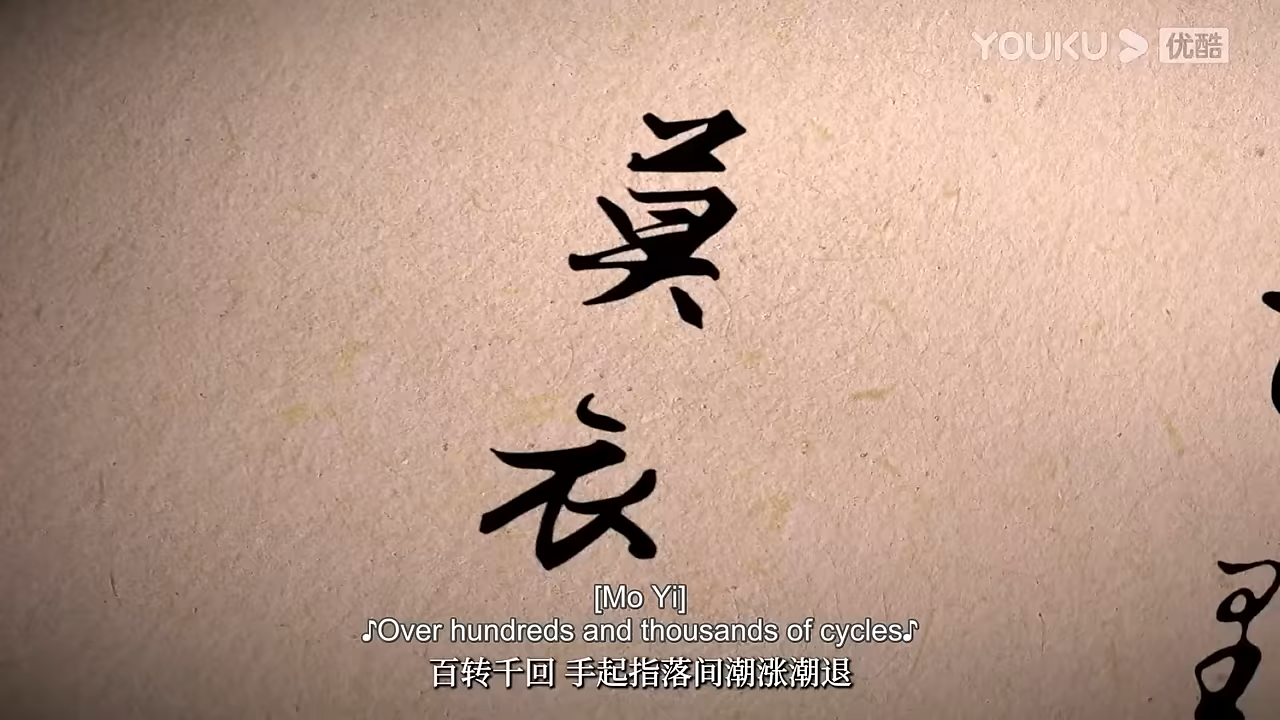 YOUKU 优酷
莫
衣
[Mo Yi]
♪Over hundreds and thousands of cycles♪
百转千回 手起指落间潮涨潮退